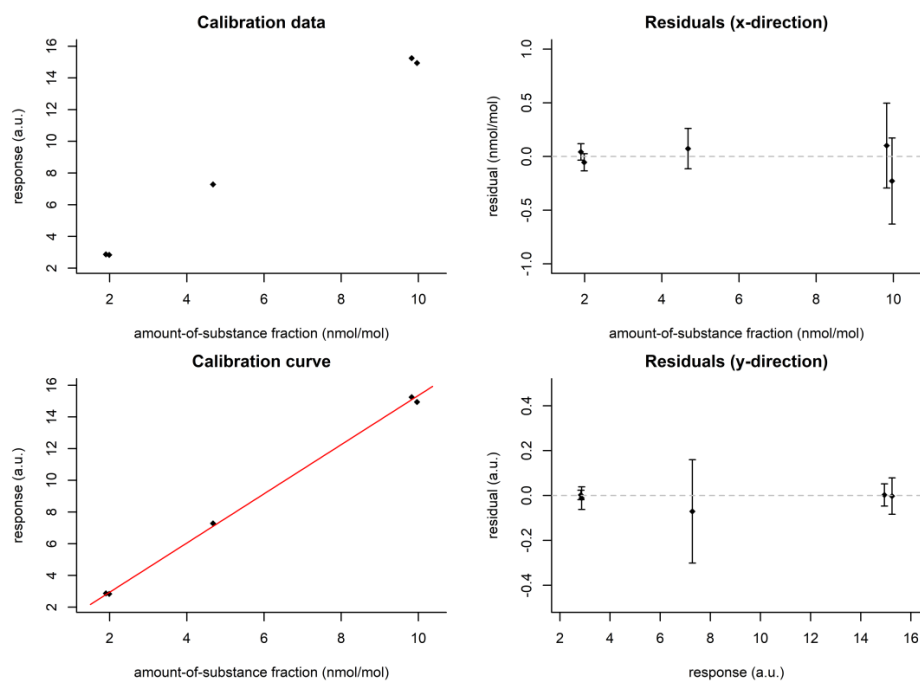 Calibration data
response (a.u.)
16
14
12
10
8
6
4
2
2 4 6 8 10
amount-of-substance fraction (nmol/mol)
Residuals (x-direction)
residual (nmol/mol)
1.0
0.5
0.0
-0.5
-1.0
2 4 6 8 10
amount-of-substance fraction (nmol/mol)
Calibration curve
response (a.u.)
16
14
12
10
8
6
4
2
2 4 6 8 10
amount-of-substance fraction (nmol/mol)
Residuals (y-direction)
residual (a.u.)
0.4
0.2
0.0
-0.2
-0.4
2 4 6 8 10 12 14 16
response (a.u.)